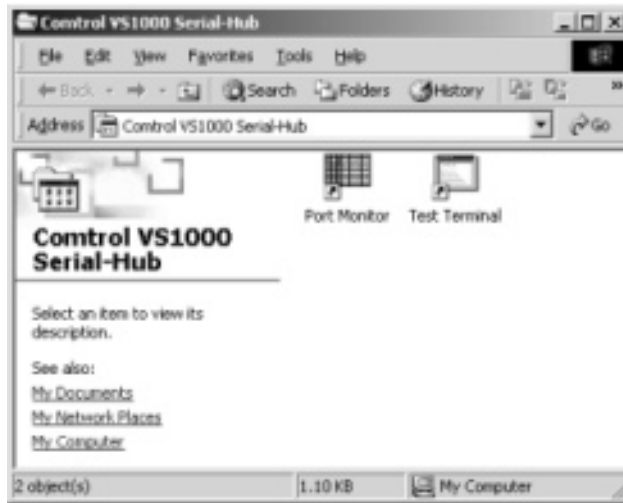 Comtrol VS1000 Serial-Hub
File Edit View Favorites Tools Help
Back Search Folders History »
Address Comtrol VS1000 Serial-Hub Go
Port Monitor Test Terminal
Comtrol VS1000
Serial-Hub
Select an item to view its
description.
See also:
My Documents
My Network Places
My Computer
2 object(s) 1.10 KB My Computer